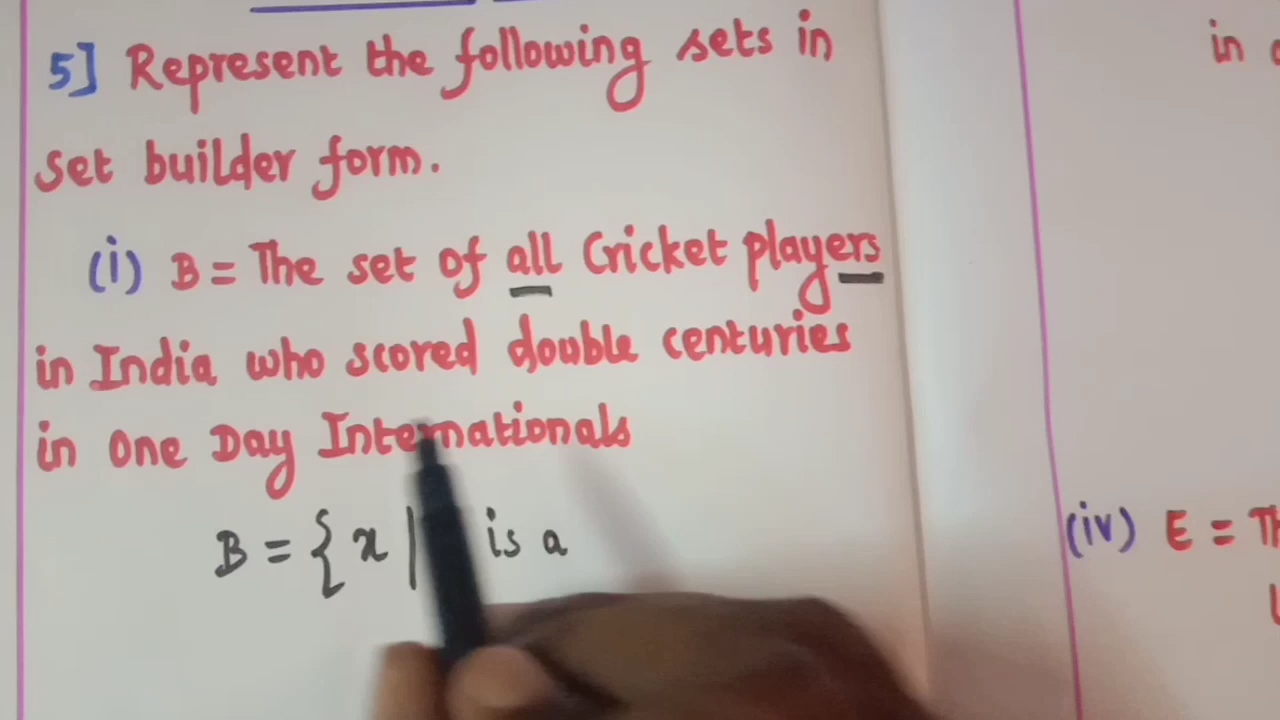 5] Represent the following sets in
set builder form.
(i) B = The set of all Cricket players
in India who scored double centuries
in One Day Internationals
B = { x | is a
in
(iv) E =